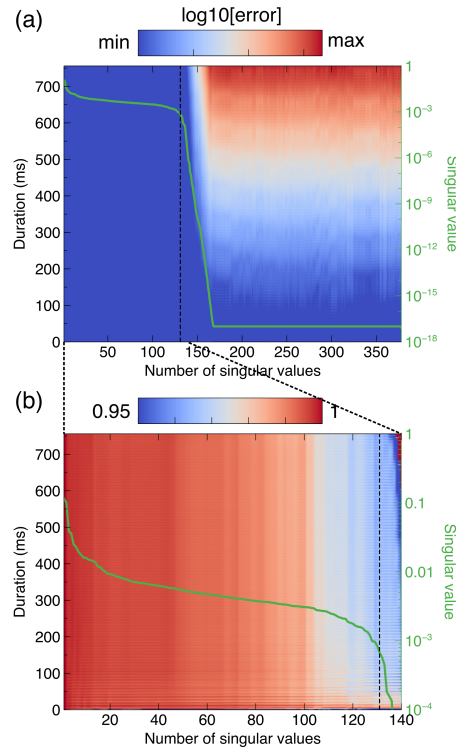 (a)
log10[error]
min max
700
600
500
400
300
200
100
0
Duration (ms)
1
10⁻³
10⁻⁶
10⁻⁹
10⁻¹²
10⁻¹⁵
10⁻¹⁸
Singular value
50 100 150 200 250 300 350
Number of singular values
(b)
0.95 1
700
600
500
400
300
200
100
0
Duration (ms)
1
0.1
0.01
10⁻³
10⁻⁴
Singular value
20 40 60 80 100 120 140
Number of singular values